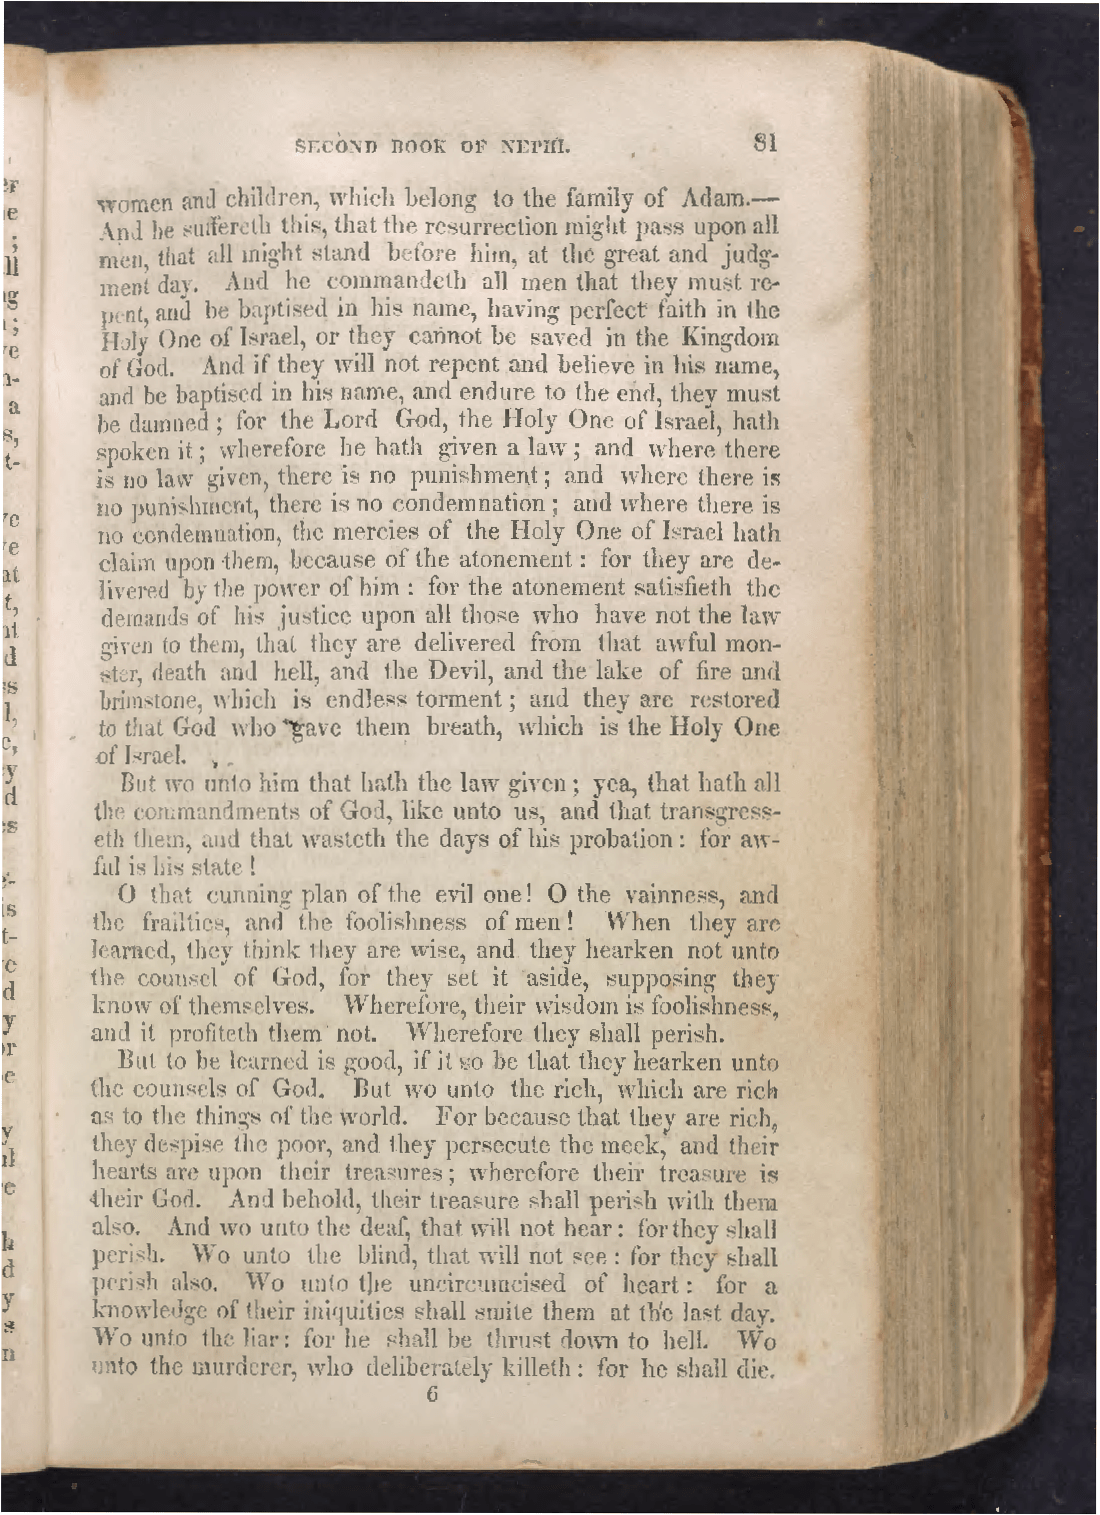 SECOND BOOK OF NEPHI. 81
women and children, which belong to the family of Adam.—
And he suffereth this, that the resurrection might pass upon all
men, that all might stand before him, at the great and judg-
ment day. And he commandeth all men that they must re-
pent, and be baptised in his name, having perfect faith in the
Holy One of Israel, or they cannot be saved in the Kingdom
of God. And if they will not repent and believe in his name,
and be baptised in his name, and endure to the end, they must
be damned; for the Lord God, the Holy One of Israel, hath
spoken it; wherefore he hath given a law; and where there
is no law given, there is no punishment; and where there is
no punishment, there is no condemnation; and where there is
no condemnation, the mercies of the Holy One of Israel hath
claim upon them, because of the atonement: for they are de-
livered by the power of him: for the atonement satisfieth the
demands of his justice upon all those who have not the law
given to them, that they are delivered from that awful mon-
ster, death and hell, and the Devil, and the lake of fire and
brimstone, which is endless torment; and they are restored
to that God who gave them breath, which is the Holy One
of Israel.
But wo unto him that hath the law given; yea, that hath all
the commandments of God, like unto us, and that transgress-
eth them, and that wasteth the days of his probation: for aw-
ful is his state!
O that cunning plan of the evil one! O the vainness, and
the frailties, and the foolishness of men! When they are
learned, they think they are wise, and they hearken not unto
the counsel of God, for they set it aside, supposing they
know of themselves. Wherefore, their wisdom is foolishness,
and it profiteth them not. Wherefore they shall perish.
But to be learned is good, if it so be that they hearken unto
the counsels of God. But wo unto the rich, which are rich
as to the things of the world. For because that they are rich,
they despise the poor, and they persecute the meek, and their
hearts are upon their treasures; wherefore their treasure is
their God. And behold, their treasure shall perish with them
also. And wo unto the deaf, that will not hear: for they shall
perish. Wo unto the blind, that will not see: for they shall
perish also. Wo unto the uncircumcised of heart: for a
knowledge of their iniquities shall smite them at the last day.
Wo unto the liar: for he shall be thrust down to hell. Wo
unto the murderer, who deliberately killeth: for he shall die.
6